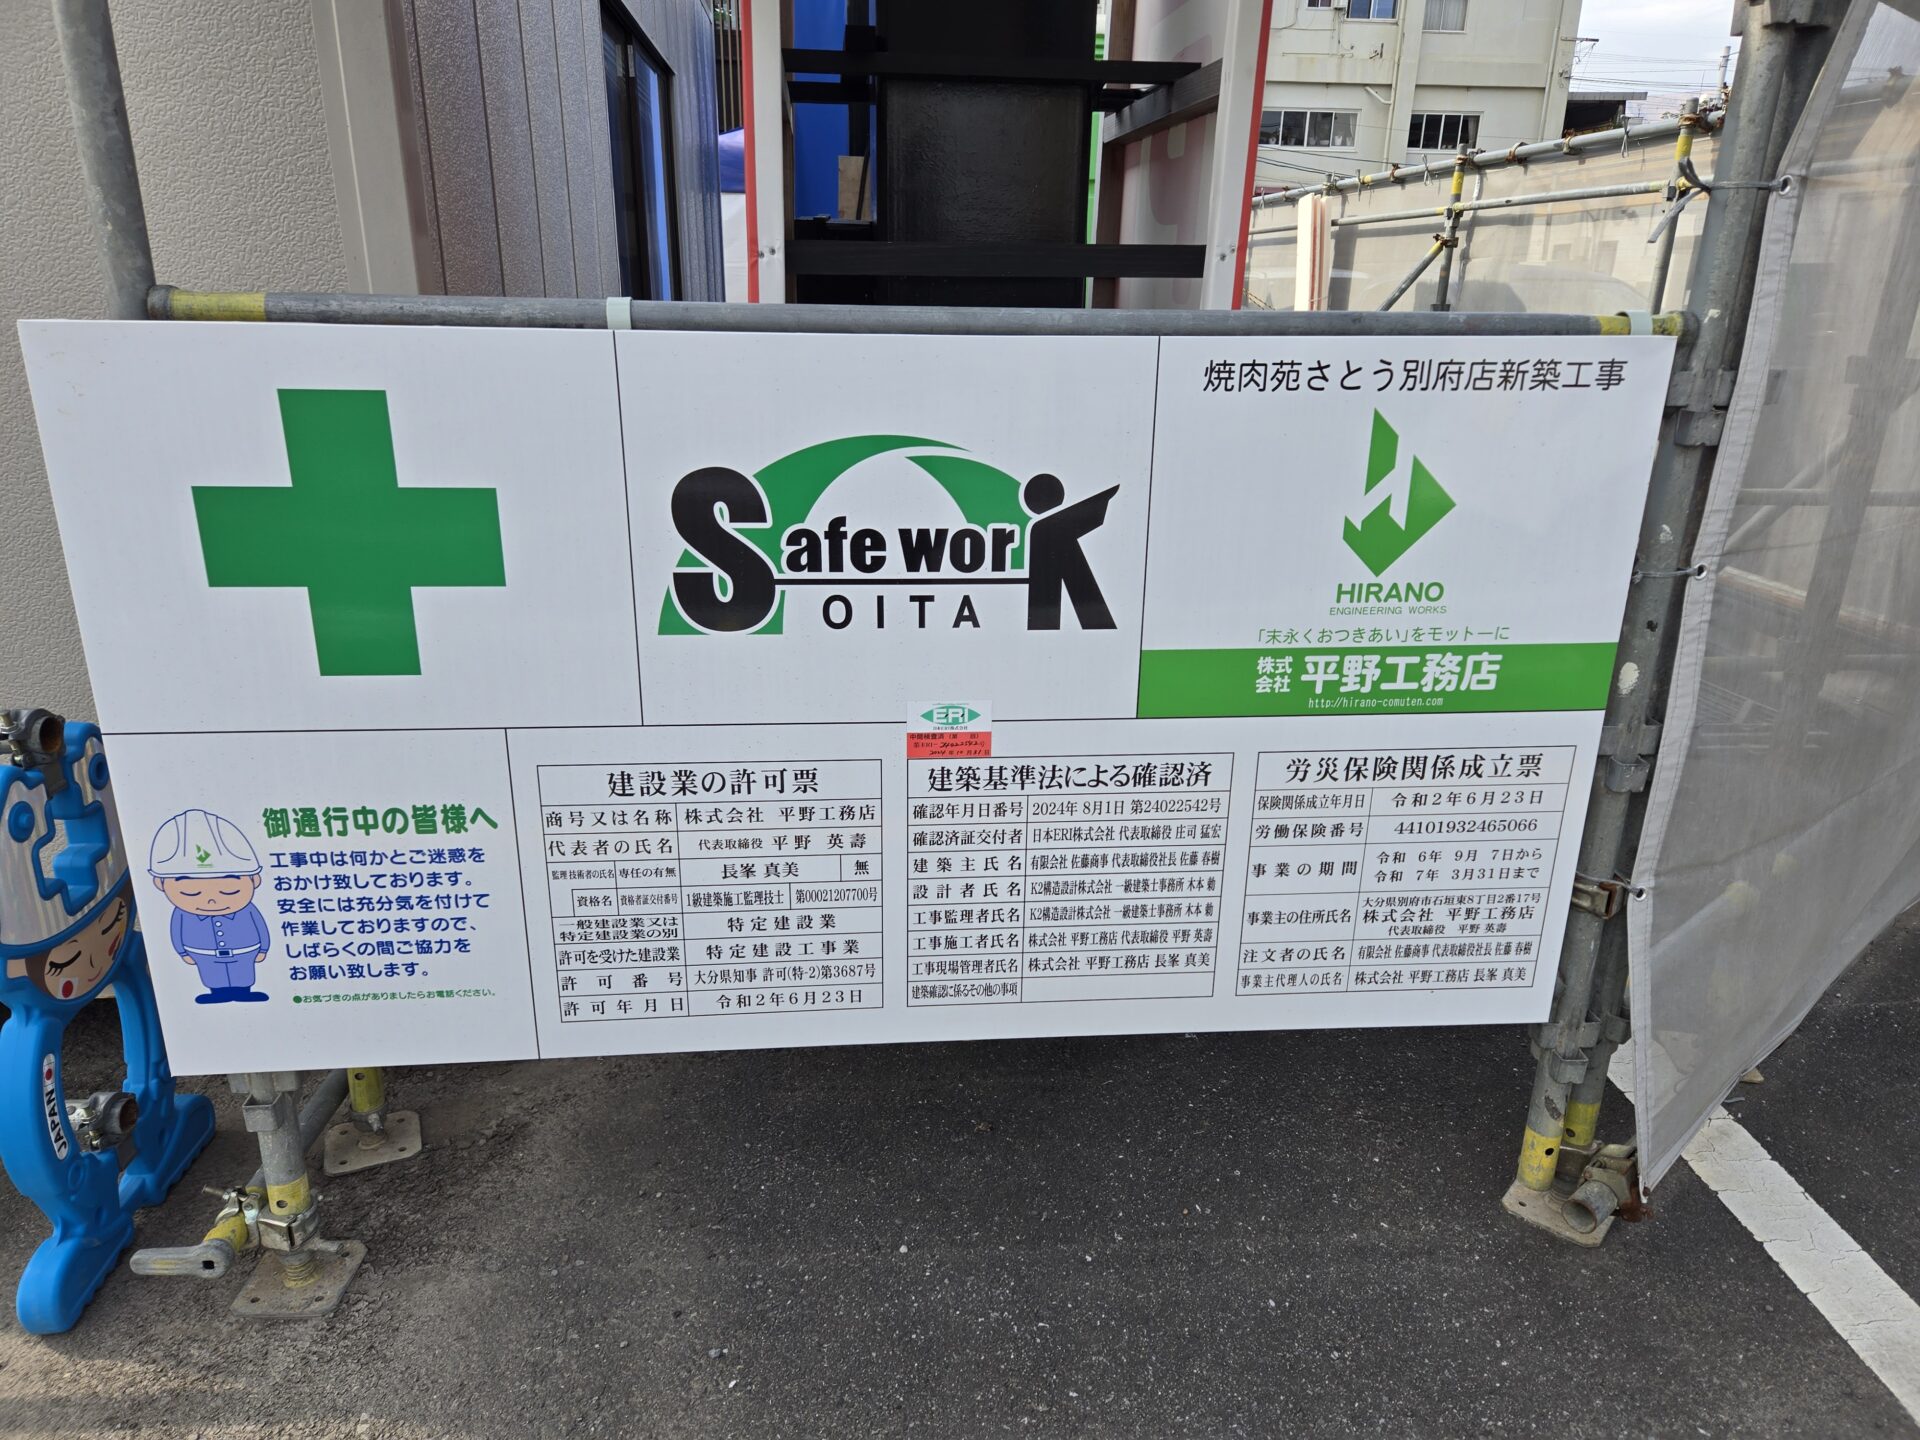 焼肉苑さとう別府店新築工事
Safe work
OITA
HIRANO
ENGINEERING WORKS
「末永くおつきあい」をモットーに
株式会社 平野工務店
http://hirano-comuten.com
ERI
中間検査済
24022542
2024年10月31日
御通行中の皆様へ
工事中は何かとご迷惑を
おかけ致しております。
安全には充分気を付けて
作業しておりますので、
しばらくの間ご協力を
お願い致します。
●お気づきの点がありましたらお電話ください。
HIRANO
建設業の許可票
商号又は名称 株式会社 平野工務店
代表者の氏名 代表取締役 平野 英壽
監理技術者の氏名 専任の有無 長峯 真美 無
資格名 資格者証交付番号 1級建築施工監理技士 第00021207700号
一般建設業又は特定建設業の別 特定建設業
許可を受けた建設業 特定建設工事業
許可番号 大分県知事 許可(特-2)第3687号
許可年月日 令和2年6月23日
建築基準法による確認済
確認年月日番号 2024年 8月1日 第24022542号
確認済証交付者 日本ERI株式会社 代表取締役 庄司 猛宏
建築主氏名 有限会社 佐藤商事 代表取締役社長 佐藤 春樹
設計者氏名 K2構造設計株式会社 一級建築士事務所 木本 勳
工事監理者氏名 K2構造設計株式会社 一級建築士事務所 木本 勳
工事施工者氏名 株式会社 平野工務店 代表取締役 平野 英壽
工事現場管理者氏名 株式会社 平野工務店 長峯 真美
建築確認に係るその他の事項
労災保険関係成立票
保険関係成立年月日 令和2年6月23日
労働保険番号 44101932465066
事業の期間 令和 6年 9月 7日から
令和 7年 3月31日まで
事業主の住所氏名 大分県別府市石垣東8丁目2番17号
株式会社 平野工務店
代表取締役 平野 英壽
注文者の氏名 有限会社 佐藤商事 代表取締役社長 佐藤 春樹
事業主代理人の氏名 株式会社 平野工務店 長峯 真美
JAPAN